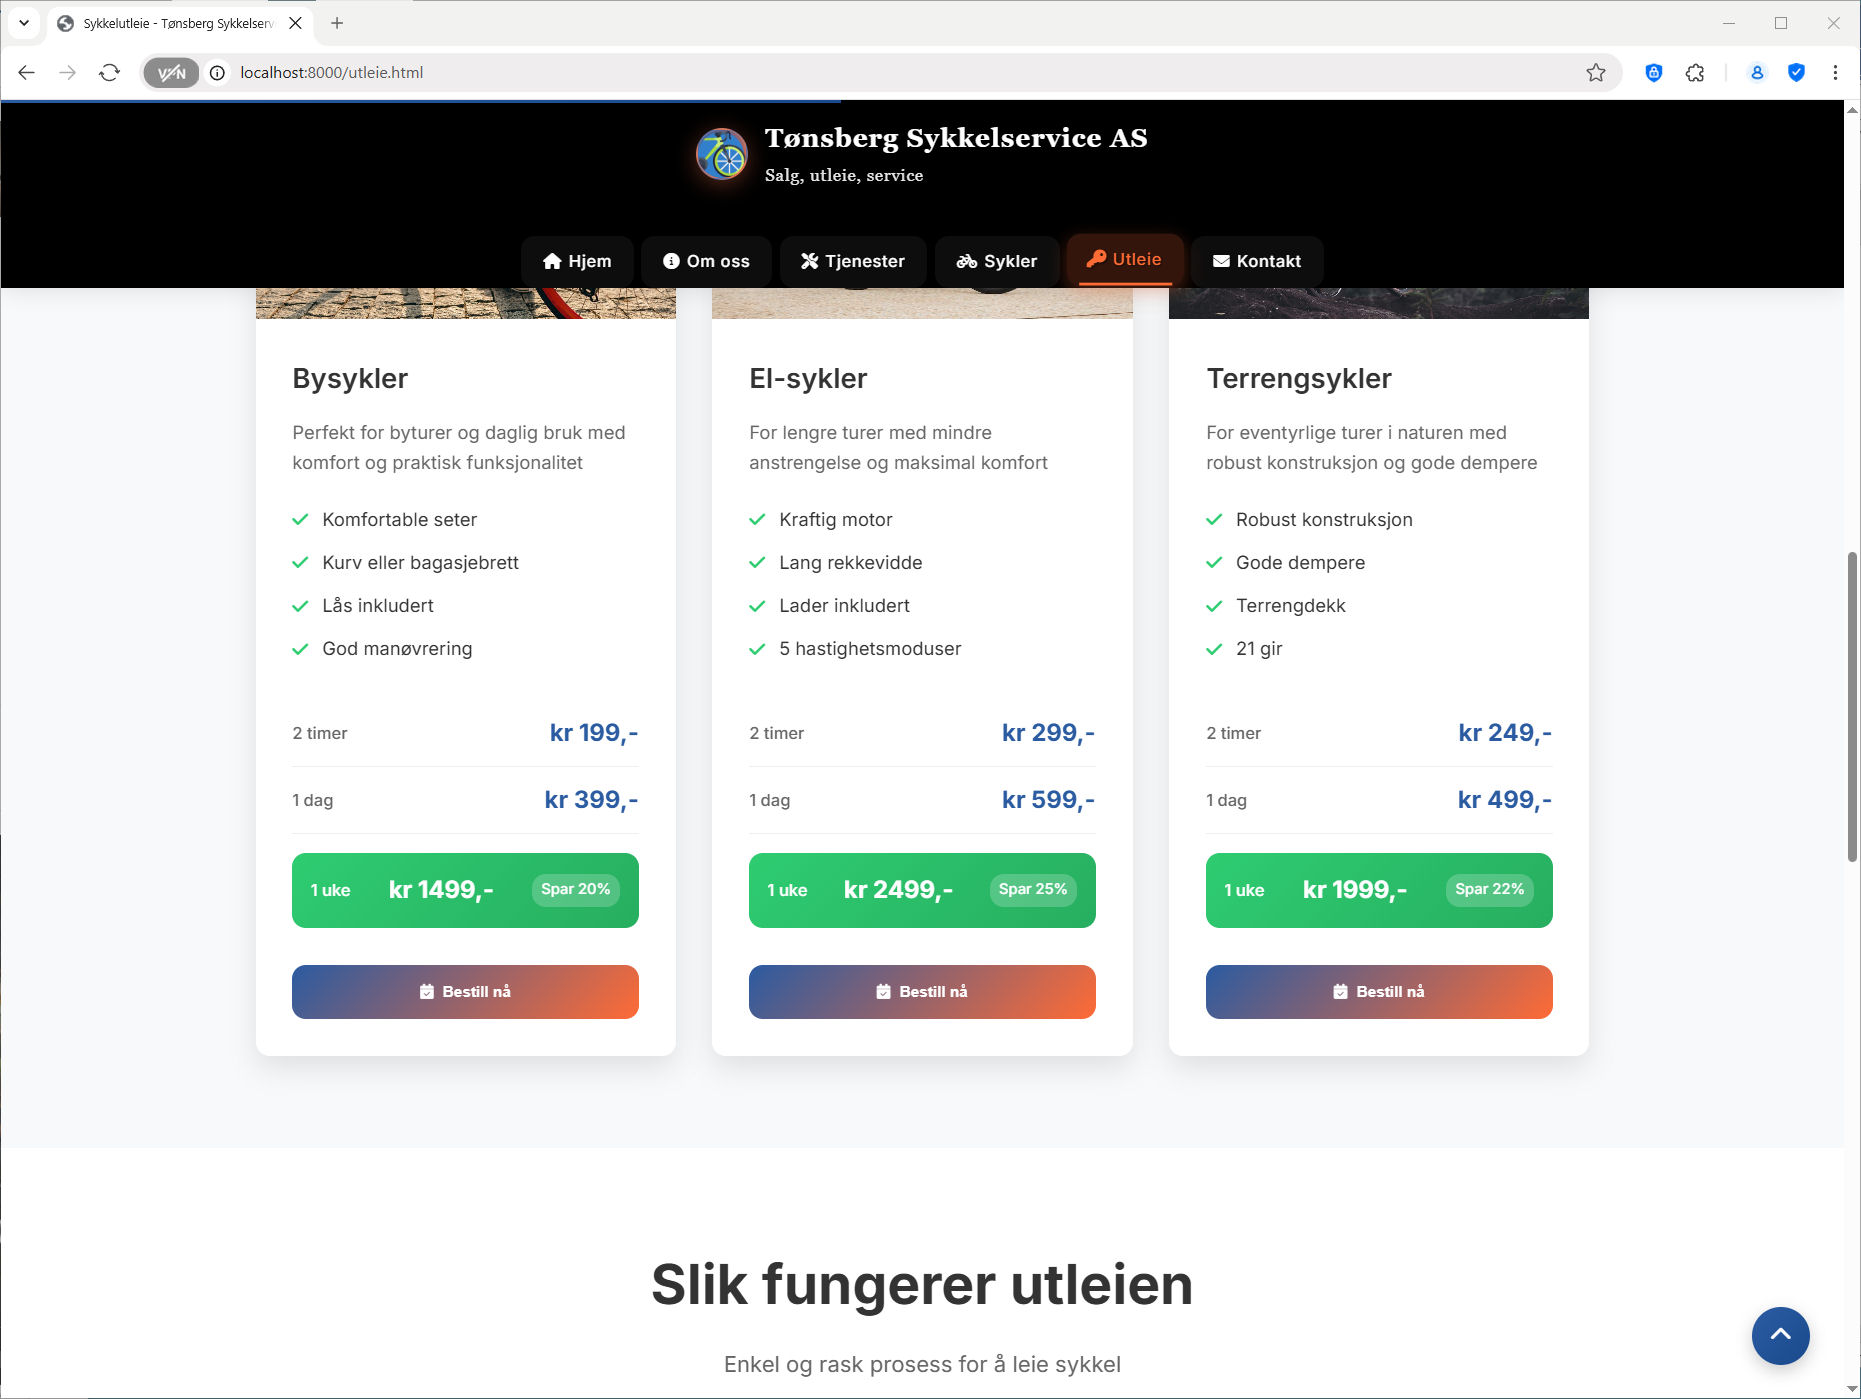 Sykkelutleie - Tønsberg Sykkelserv
VPN
localhost:8000/utleie.html
Tønsberg Sykkelservice AS
Salg, utleie, service
Hjem
Om oss
Tjenester
Sykler
Utleie
Kontakt
Bysykler
Perfekt for byturer og daglig bruk med
komfort og praktisk funksjonalitet
Komfortable seter
Kurv eller bagasjebrett
Lås inkludert
God manøvrering
2 timer kr 199,-
1 dag kr 399,-
1 uke kr 1499,- Spar 20%
Bestill nå
El-sykler
For lengre turer med mindre
anstrengelse og maksimal komfort
Kraftig motor
Lang rekkevidde
Lader inkludert
5 hastighetsmoduser
2 timer kr 299,-
1 dag kr 599,-
1 uke kr 2499,- Spar 25%
Bestill nå
Terrengsykler
For eventyrlige turer i naturen med
robust konstruksjon og gode dempere
Robust konstruksjon
Gode dempere
Terrengdekk
21 gir
2 timer kr 249,-
1 dag kr 499,-
1 uke kr 1999,- Spar 22%
Bestill nå
Slik fungerer utleien
Enkel og rask prosess for å leie sykkel